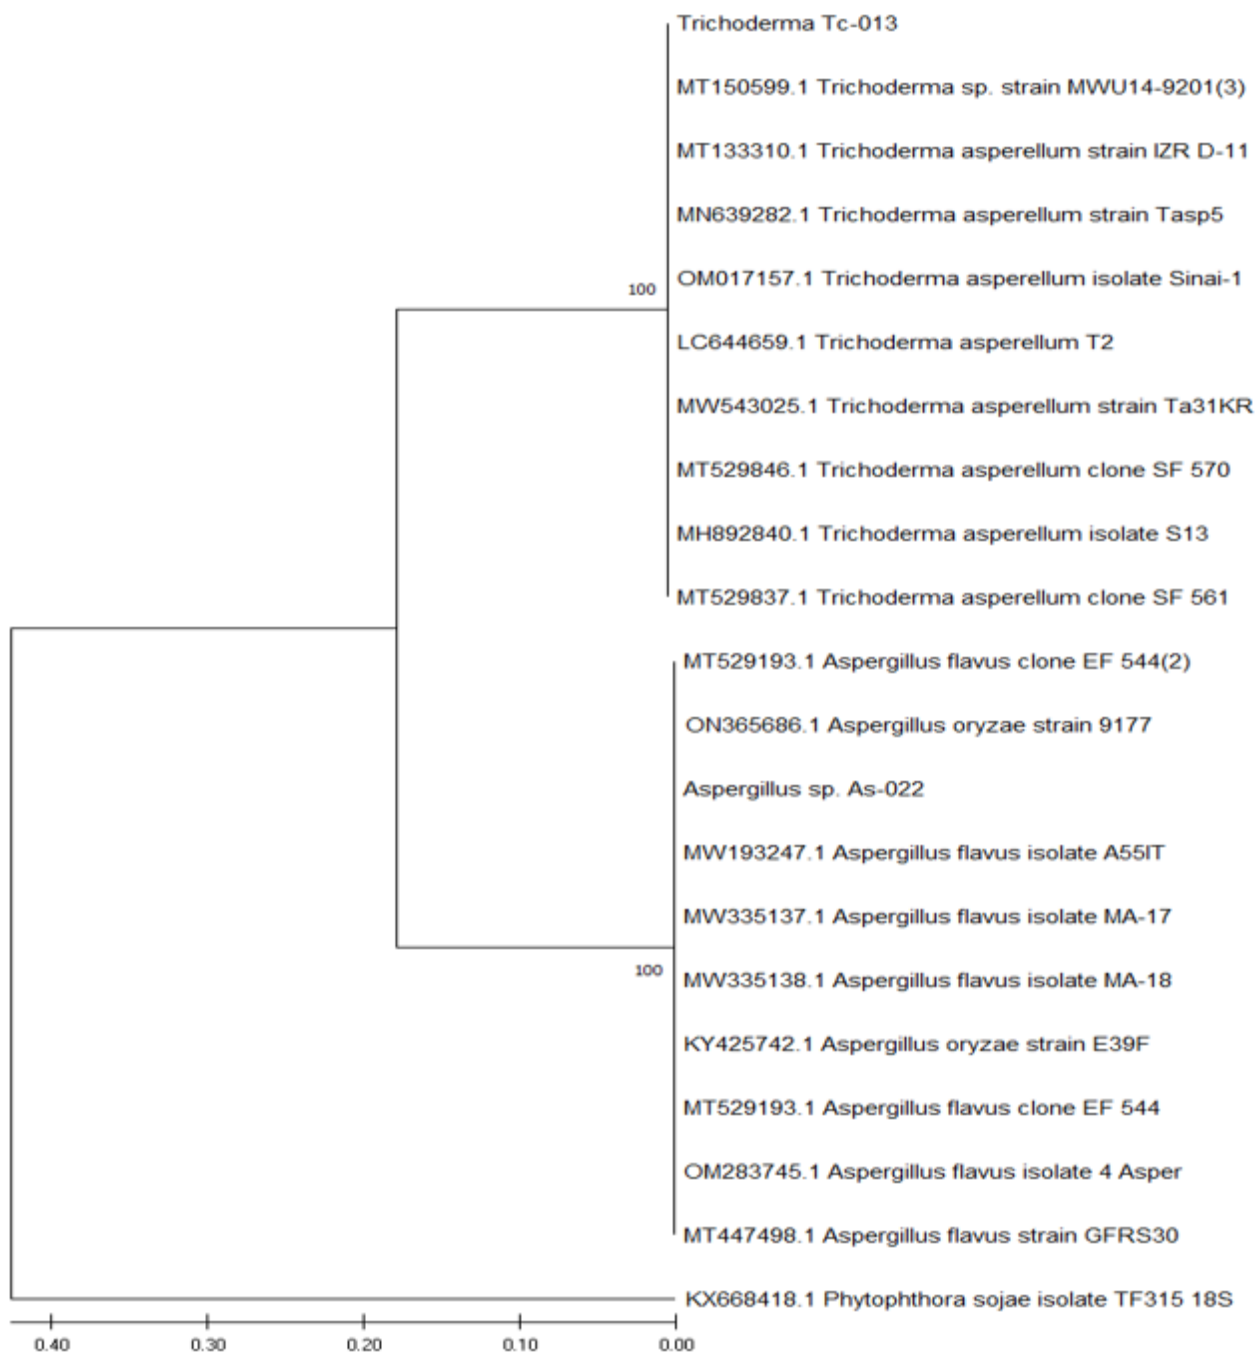 Trichoderma Tc-013
MT150599.1 Trichoderma sp. strain MWU14-9201(3)
MT133310.1 Trichoderma asperellum strain IZR D-11
MN639282.1 Trichoderma asperellum strain Tasp5
100
OM017157.1 Trichoderma asperellum isolate Sinai-1
LC644659.1 Trichoderma asperellum T2
MW543025.1 Trichoderma asperellum strain Ta31KR
MT529846.1 Trichoderma asperellum clone SF 570
MH892840.1 Trichoderma asperellum isolate S13
MT529837.1 Trichoderma asperellum clone SF 561
MT529193.1 Aspergillus flavus clone EF 544(2)
ON365686.1 Aspergillus oryzae strain 9177
Aspergillus sp. As-022
MW193247.1 Aspergillus flavus isolate A55IT
MW335137.1 Aspergillus flavus isolate MA-17
100
MW335138.1 Aspergillus flavus isolate MA-18
KY425742.1 Aspergillus oryzae strain E39F
MT529193.1 Aspergillus flavus clone EF 544
OM283745.1 Aspergillus flavus isolate 4 Asper
MT447498.1 Aspergillus flavus strain GFRS30
KX668418.1 Phytophthora sojae isolate TF315 18S
0.40 0.30 0.20 0.10 0.00